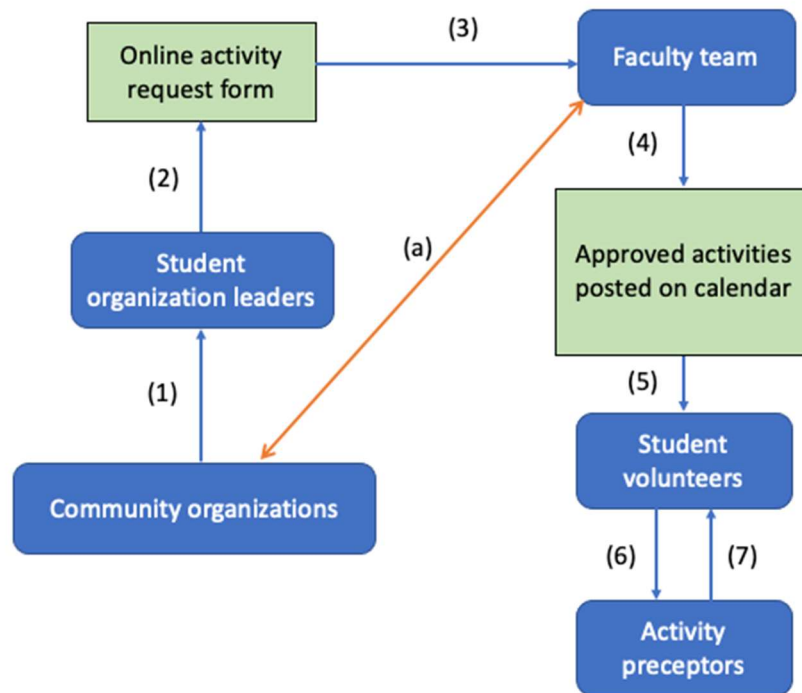 Online activity
request form
(3)
Faculty team
(2)
(4)
Student
organization leaders
(a)
Approved activities
posted on calendar
(1)
(5)
Community organizations
Student
volunteers
(6)
(7)
Activity
preceptors